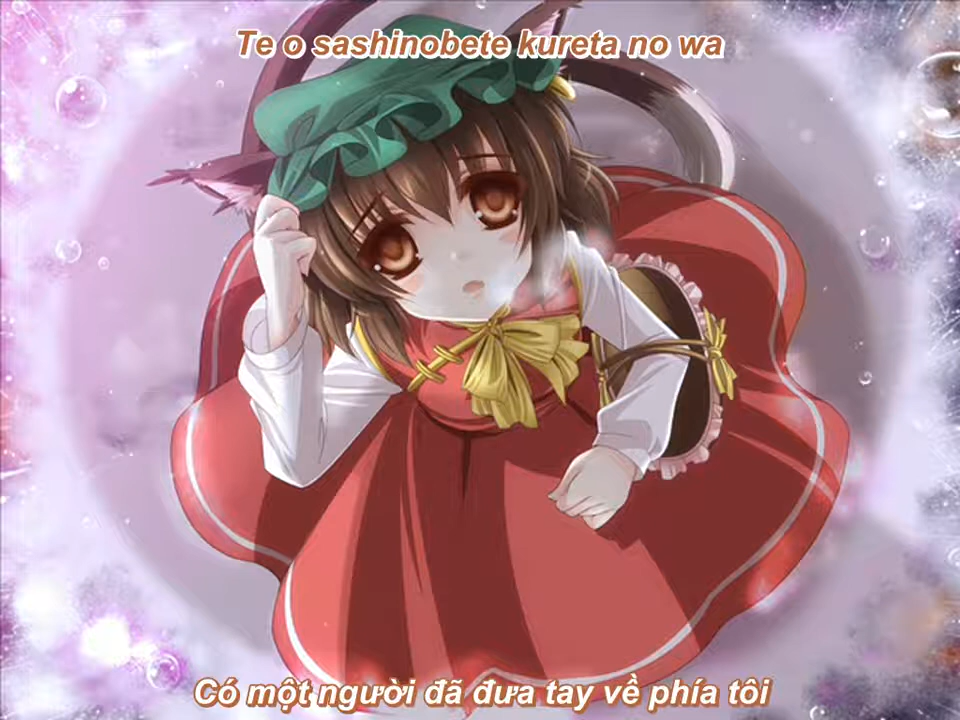 Te o sashinobete kureta no wa
Có một người đã đưa tay về phía tôi